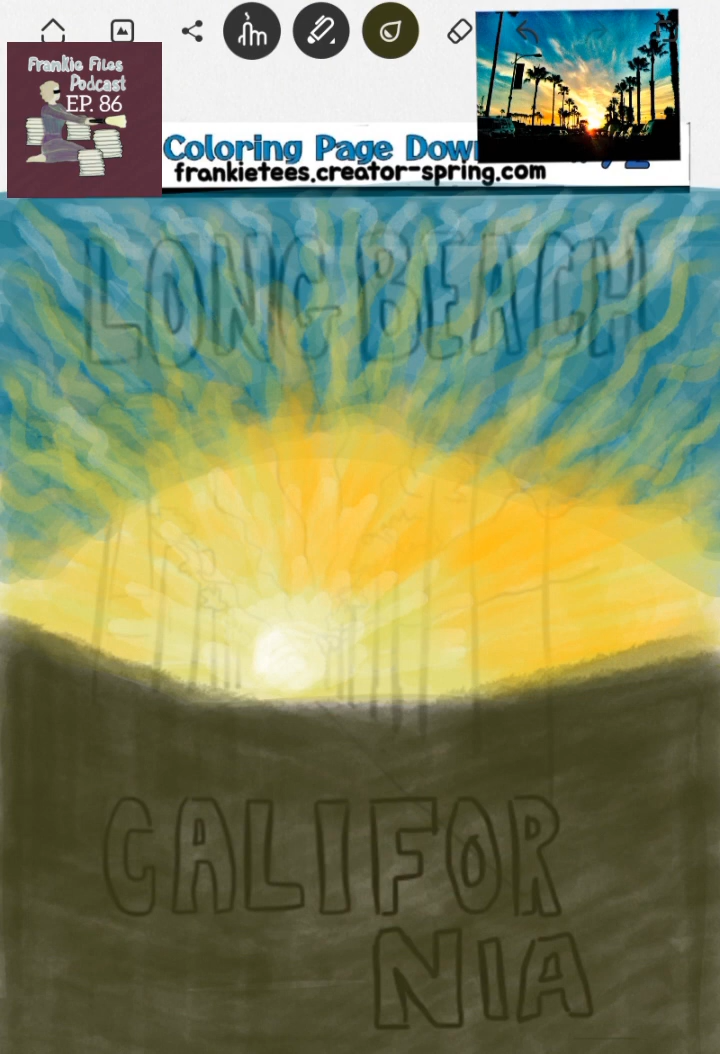 Frankie Files
Podcast
EP. 86
Coloring Page Dow
frankietees.creator-spring.com
LONG BEACH
CALIFOR
NIA